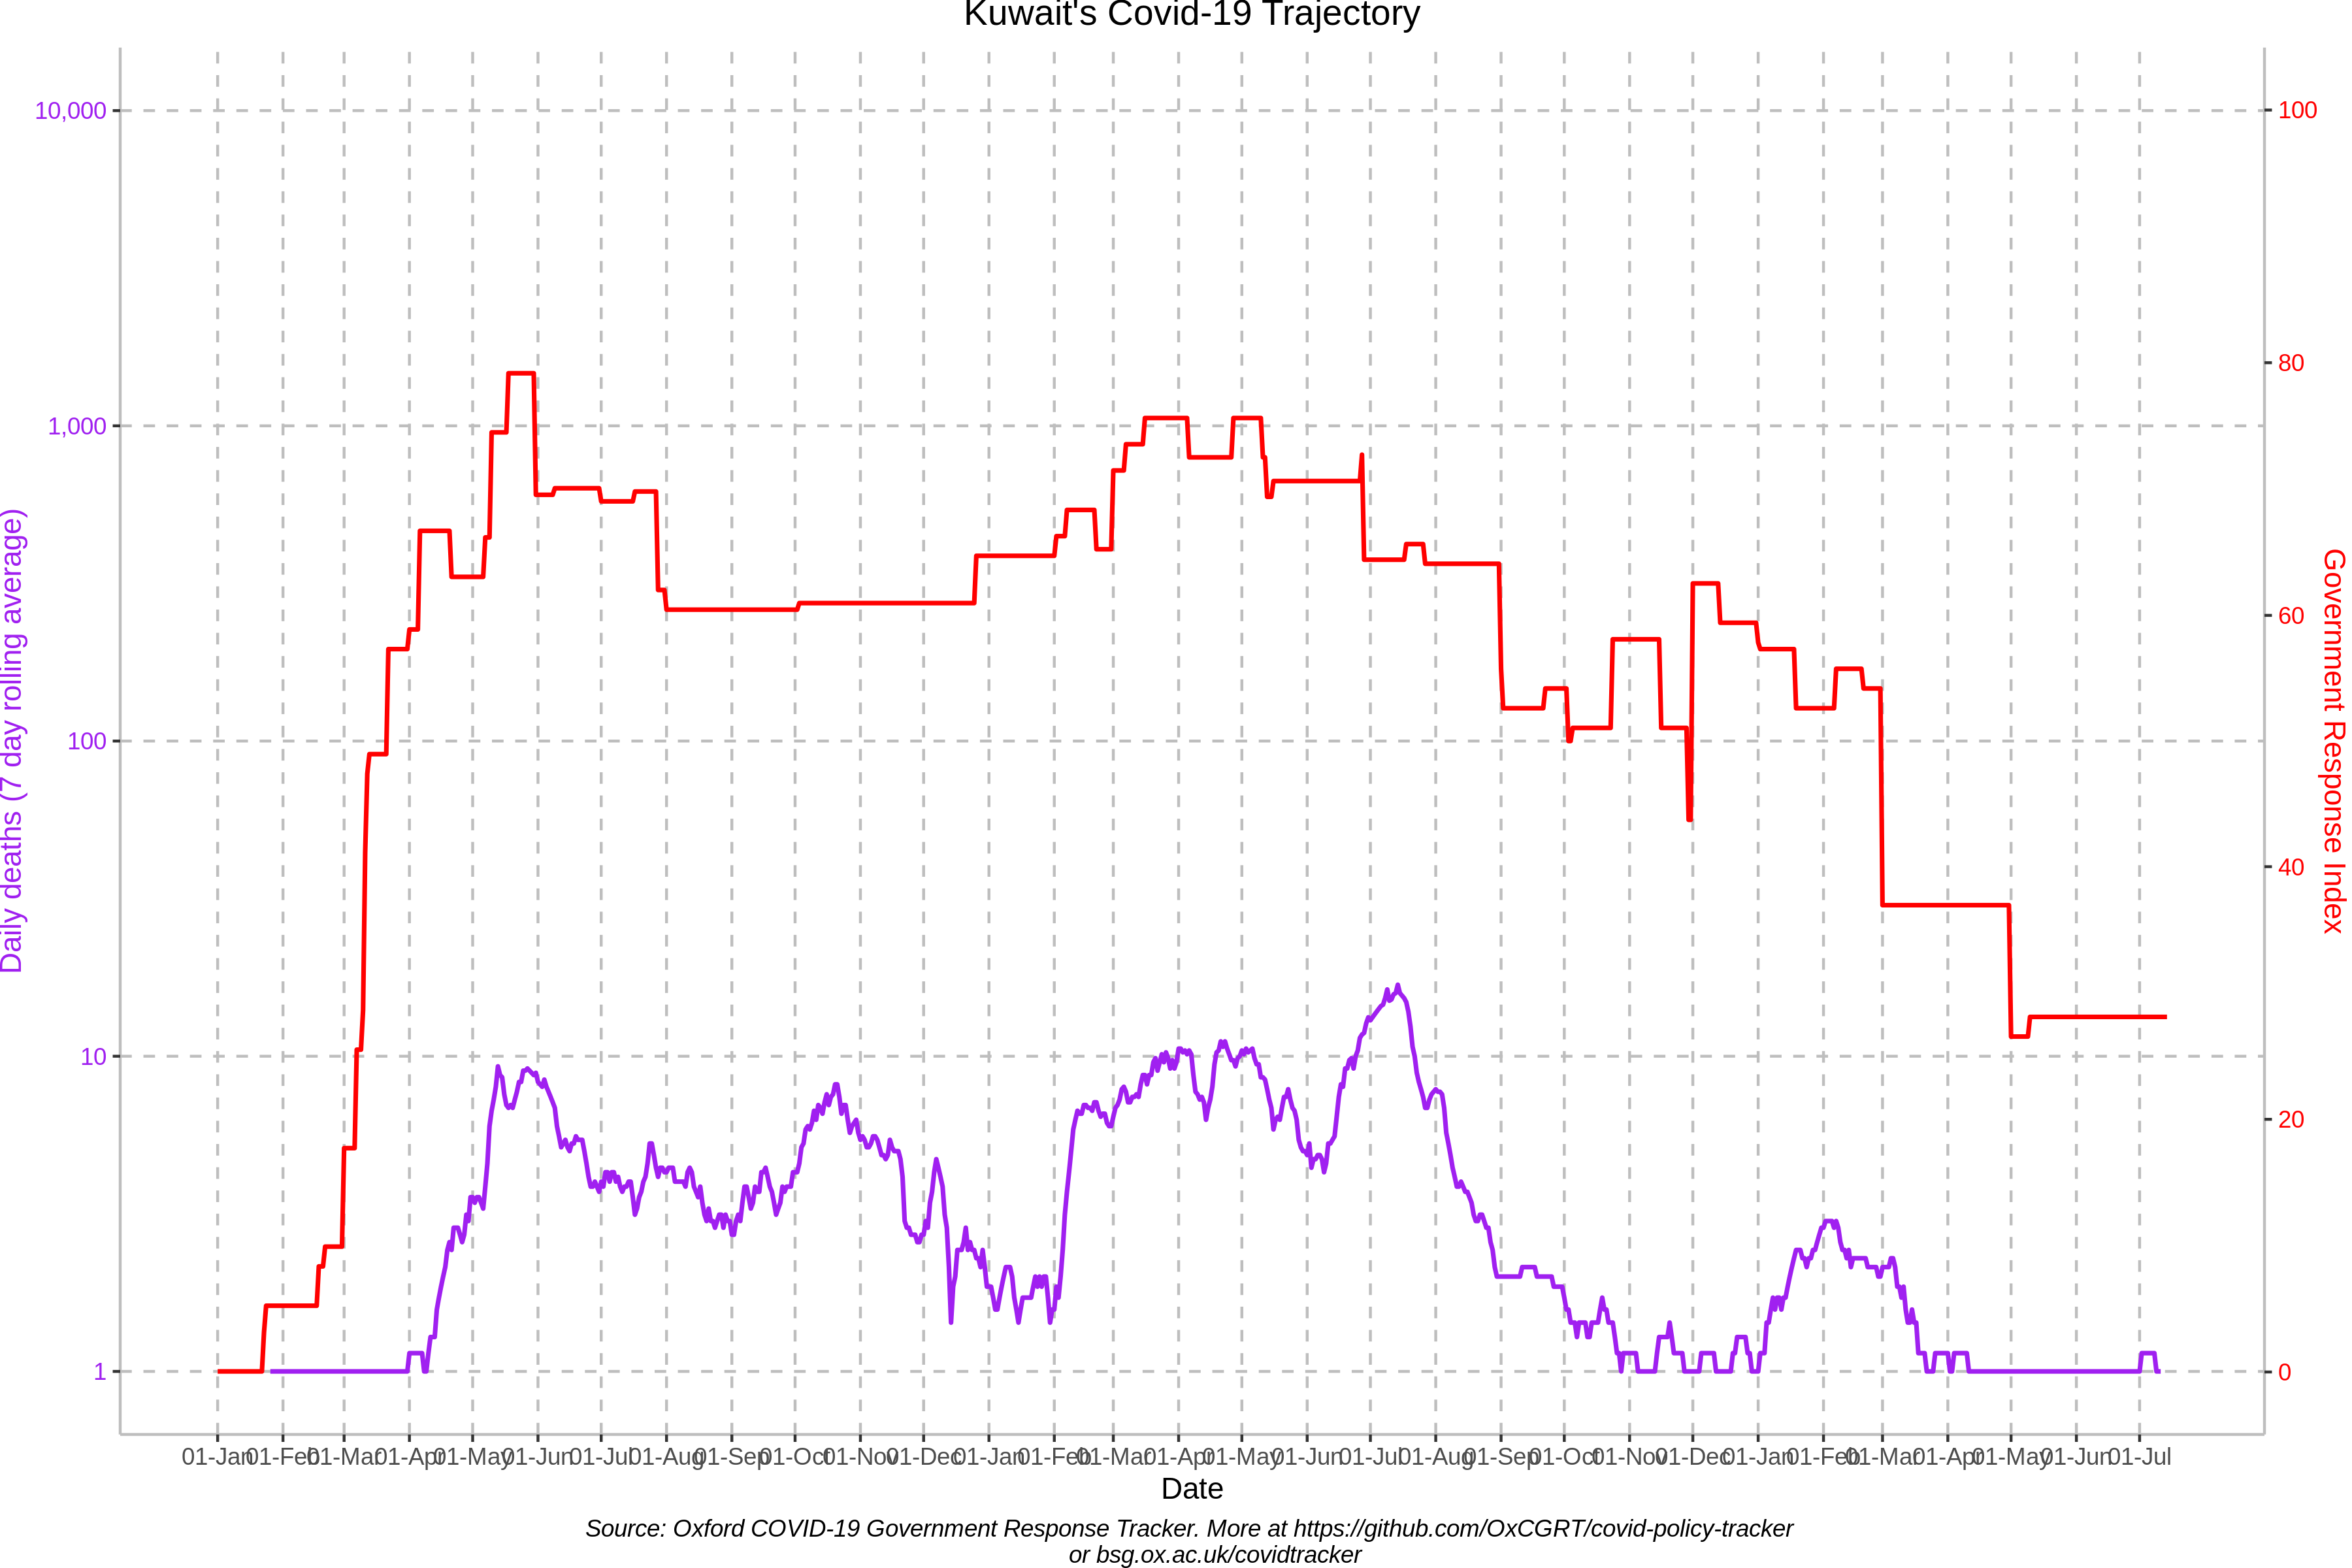 Kuwait's Covid-19 Trajectory
10,000
1,000
100
10
1
Daily deaths (7 day rolling average)
100
80
60
40
20
0
Government Response Index
01-Jan 01-Feb 01-Mar 01-Apr 01-May 01-Jun 01-Jul 01-Aug 01-Sep 01-Oct 01-Nov 01-Dec 01-Jan 01-Feb 01-Mar 01-Apr 01-May 01-Jun 01-Jul 01-Aug 01-Sep 01-Oct 01-Nov 01-Dec 01-Jan 01-Feb 01-Mar 01-Apr 01-May 01-Jun 01-Jul
Date
Source: Oxford COVID-19 Government Response Tracker. More at https://github.com/OxCGRT/covid-policy-tracker
or bsg.ox.ac.uk/covidtracker